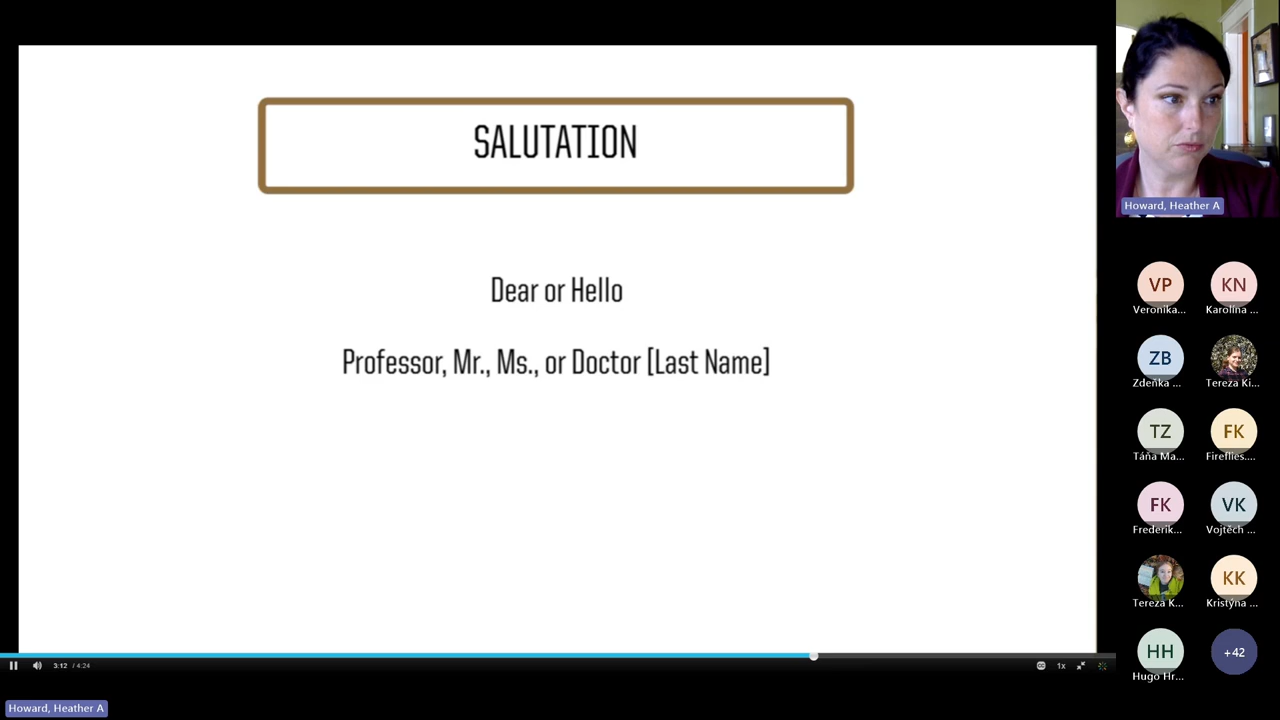 SALUTATION
Dear or Hello
Professor, Mr., Ms., or Doctor [Last Name]
3:12 / 4:24
1x
Howard, Heather A
Howard, Heather A
VP
KN
Veronika...
Karolína ...
ZB
Zdeňka ...
Tereza Ki...
TZ
FK
Táňa Ma...
Fireflies....
FK
VK
Frederik...
Vojtěch ...
KK
Tereza K...
Kristýna ...
HH
+42
Hugo Hr...